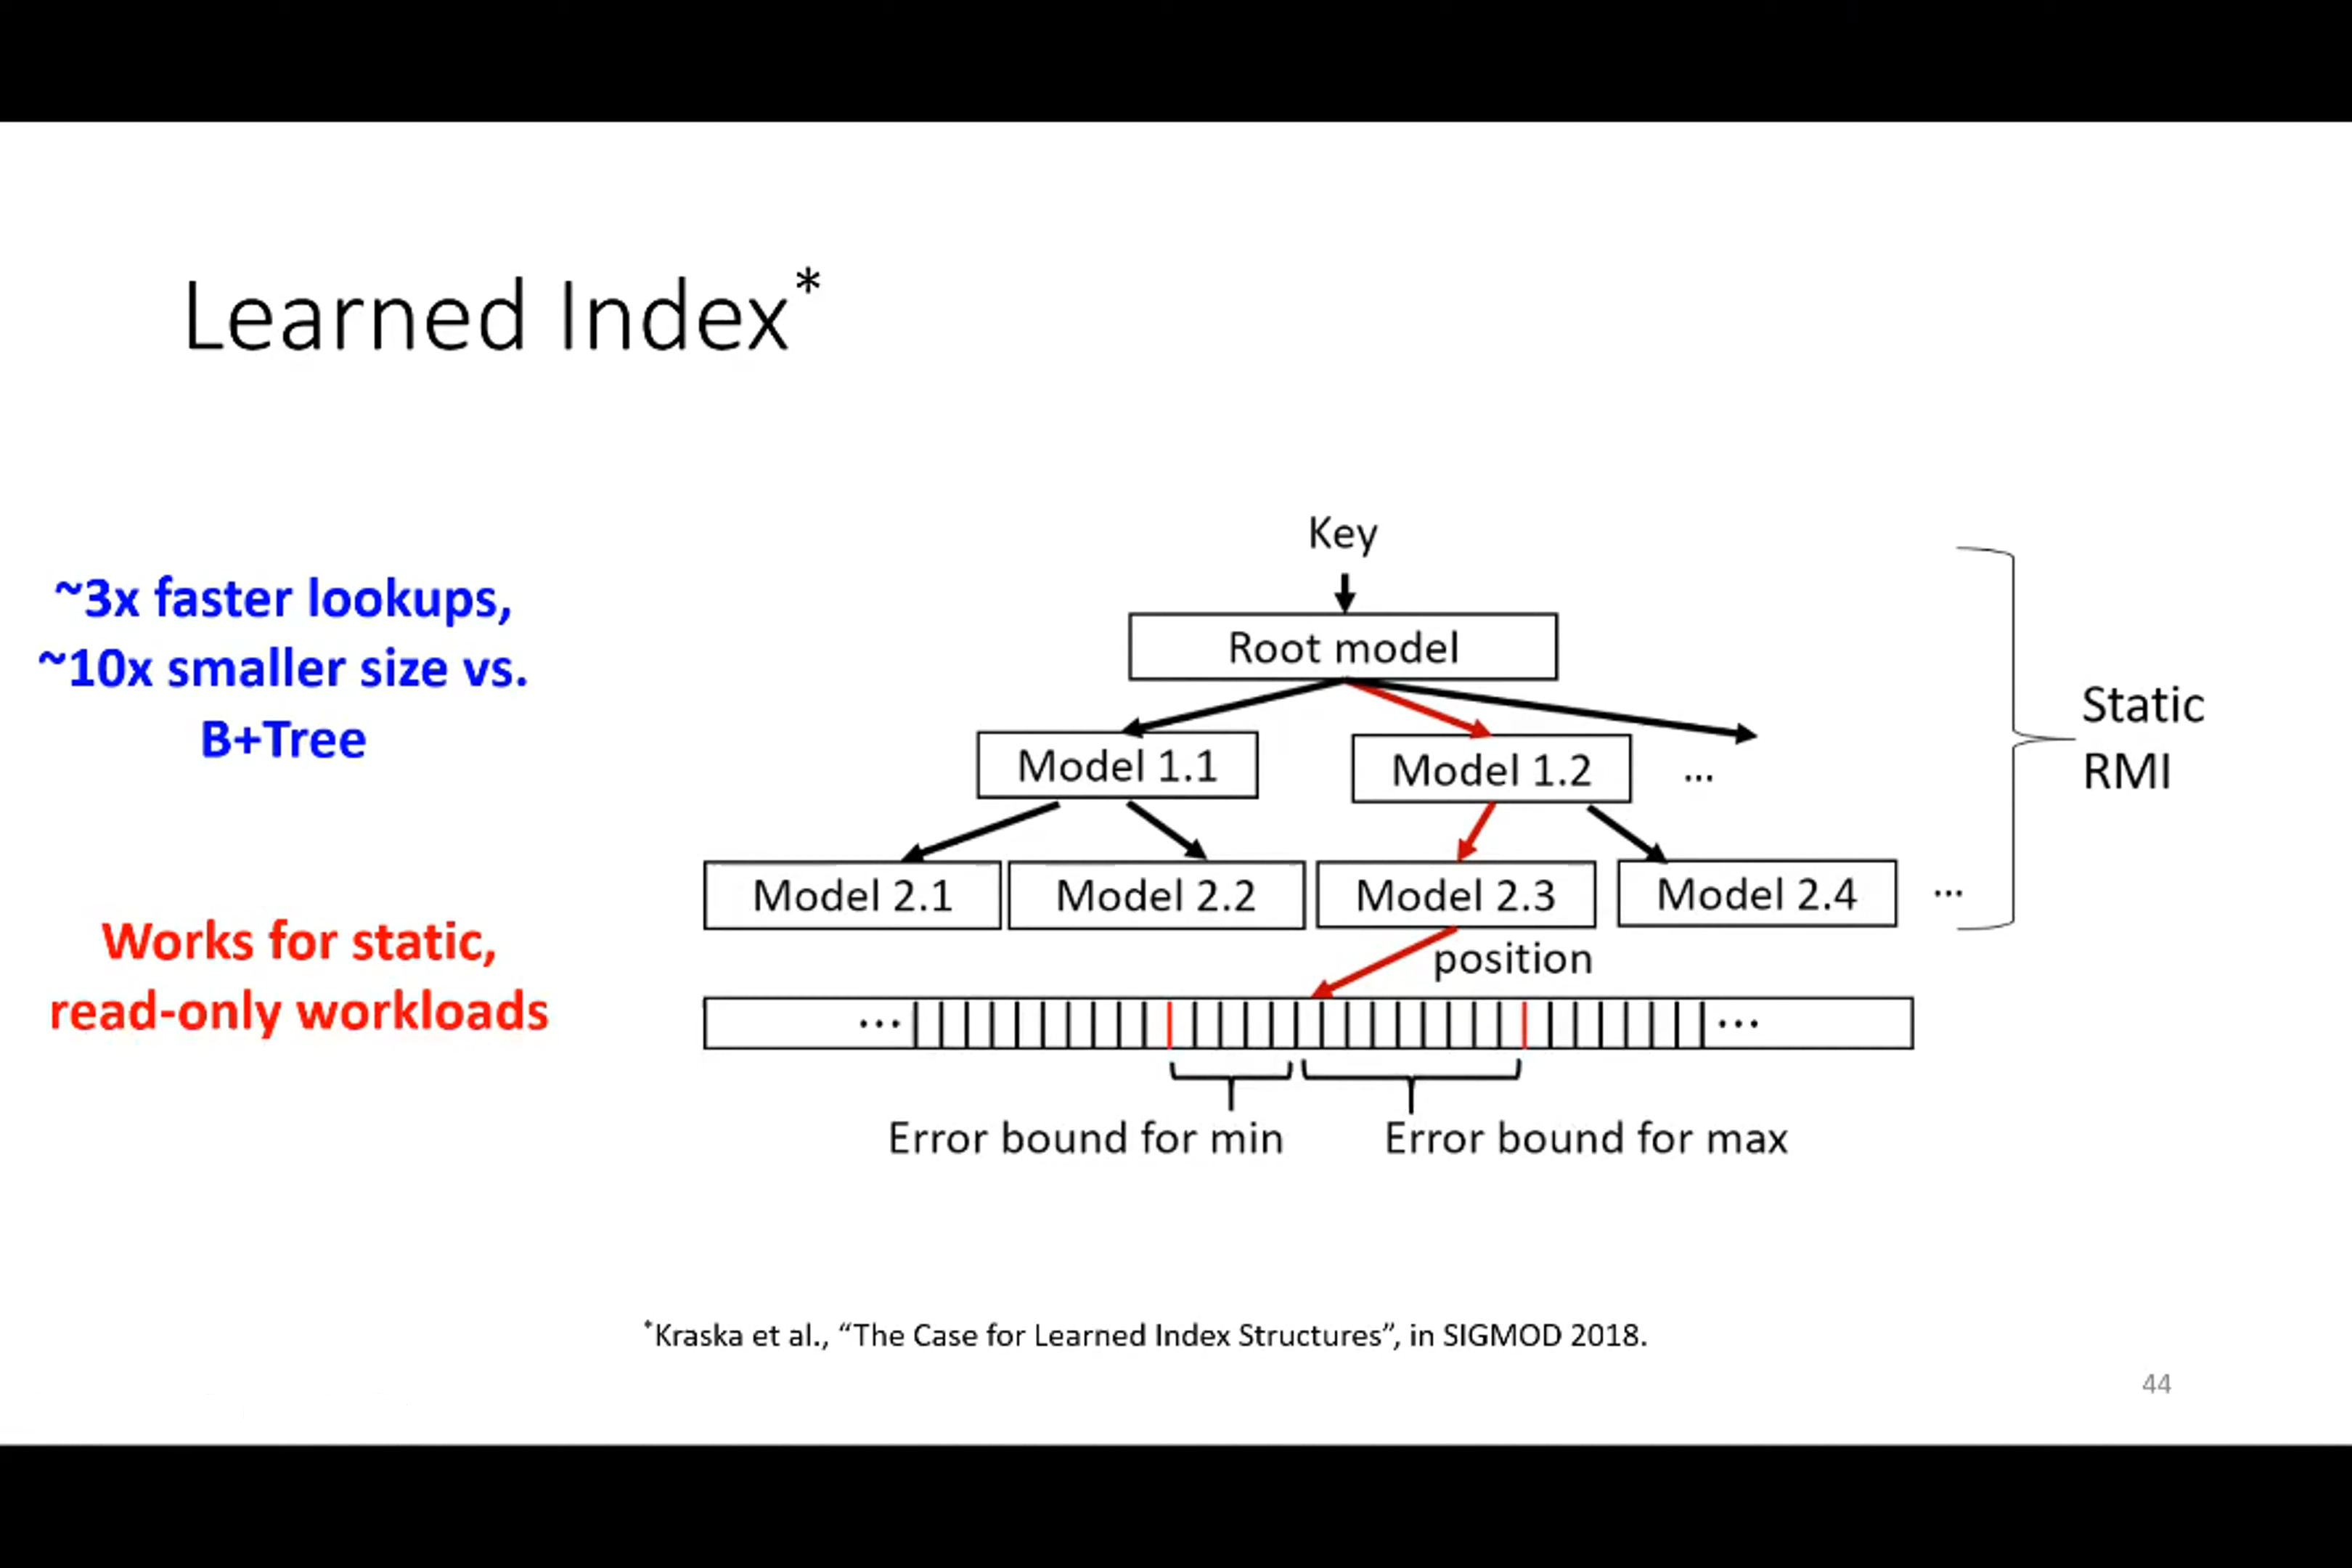 Learned Index*
~3x faster lookups,
~10x smaller size vs.
B+Tree
Works for static,
read-only workloads
Key
Root model
Model 1.1
Model 1.2
...
Model 2.1
Model 2.2
Model 2.3
Model 2.4
...
position
...
...
Error bound for min
Error bound for max
Static
RMI
*Kraska et al., “The Case for Learned Index Structures”, in SIGMOD 2018.
44